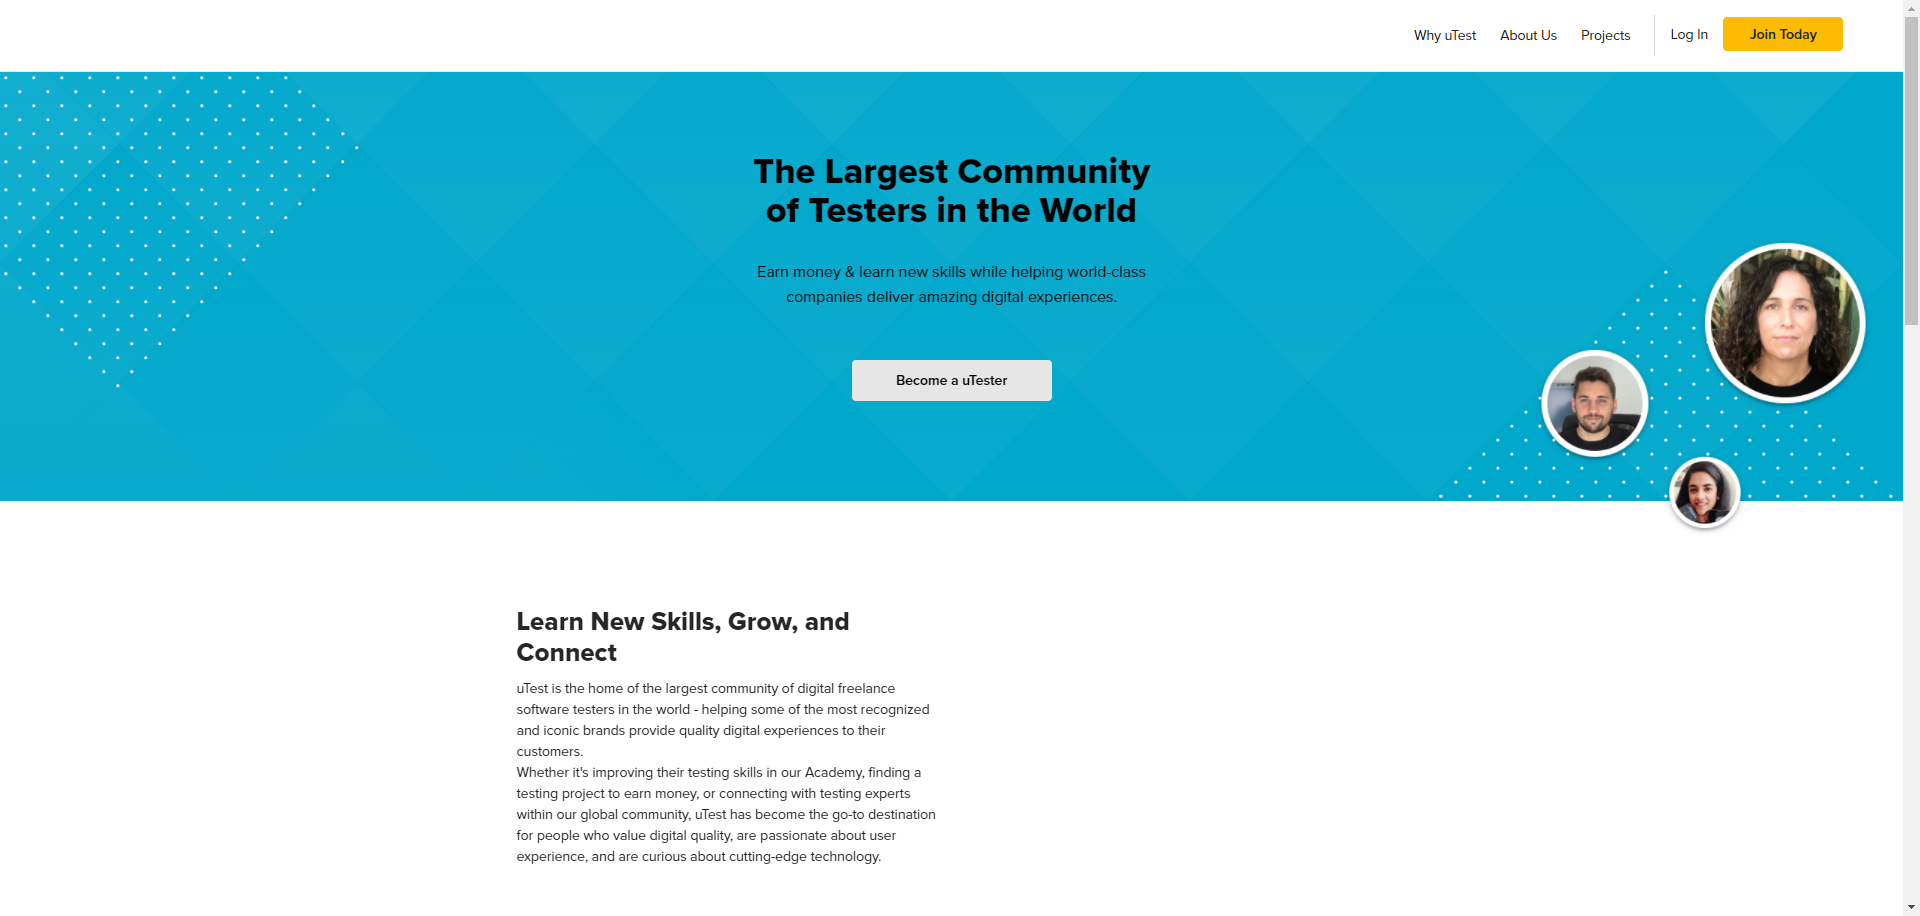 Why uTest
About Us
Projects
Log In
Join Today
The Largest Community
of Testers in the World
Earn money & learn new skills while helping world-class
companies deliver amazing digital experiences.
Become a uTester
Learn New Skills, Grow, and
Connect
uTest is the home of the largest community of digital freelance
software testers in the world - helping some of the most recognized
and iconic brands provide quality digital experiences to their
customers.
Whether it's improving their testing skills in our Academy, finding a
testing project to earn money, or connecting with testing experts
within our global community, uTest has become the go-to destination
for people who value digital quality, are passionate about user
experience, and are curious about cutting-edge technology.